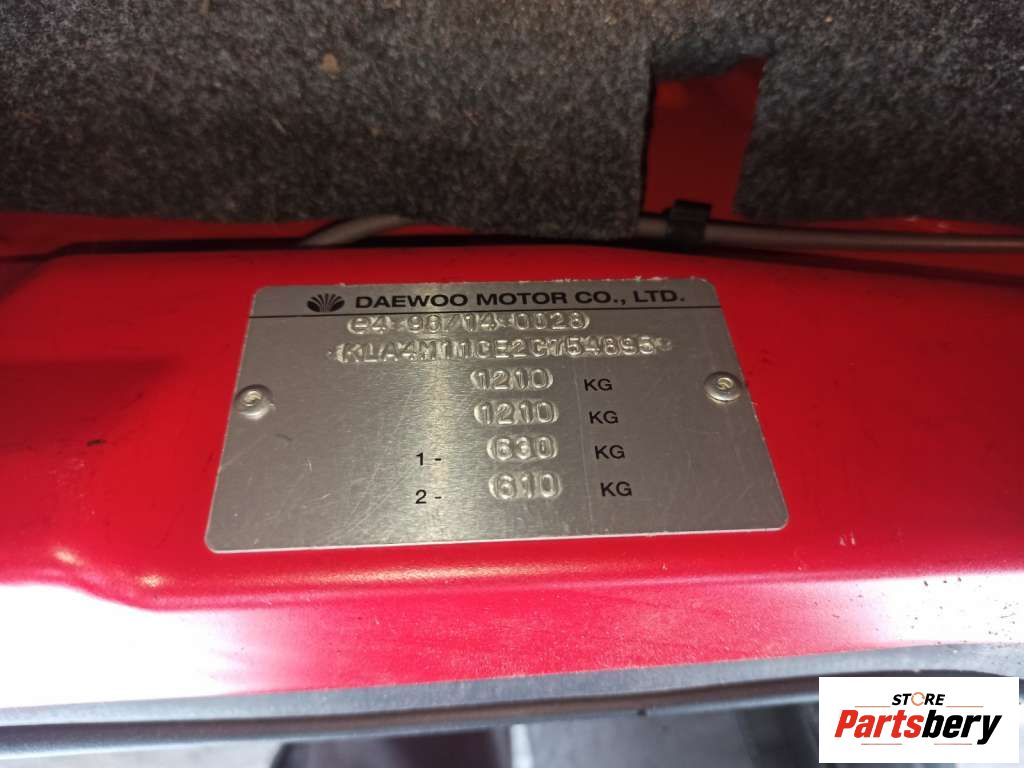 DAEWOO MOTOR CO., LTD.
e4*98/14*0028
*KLA4M11CE2C754895*
(1210) KG
(1210) KG
1- (630) KG
2- (610) KG
STORE
Partsbery